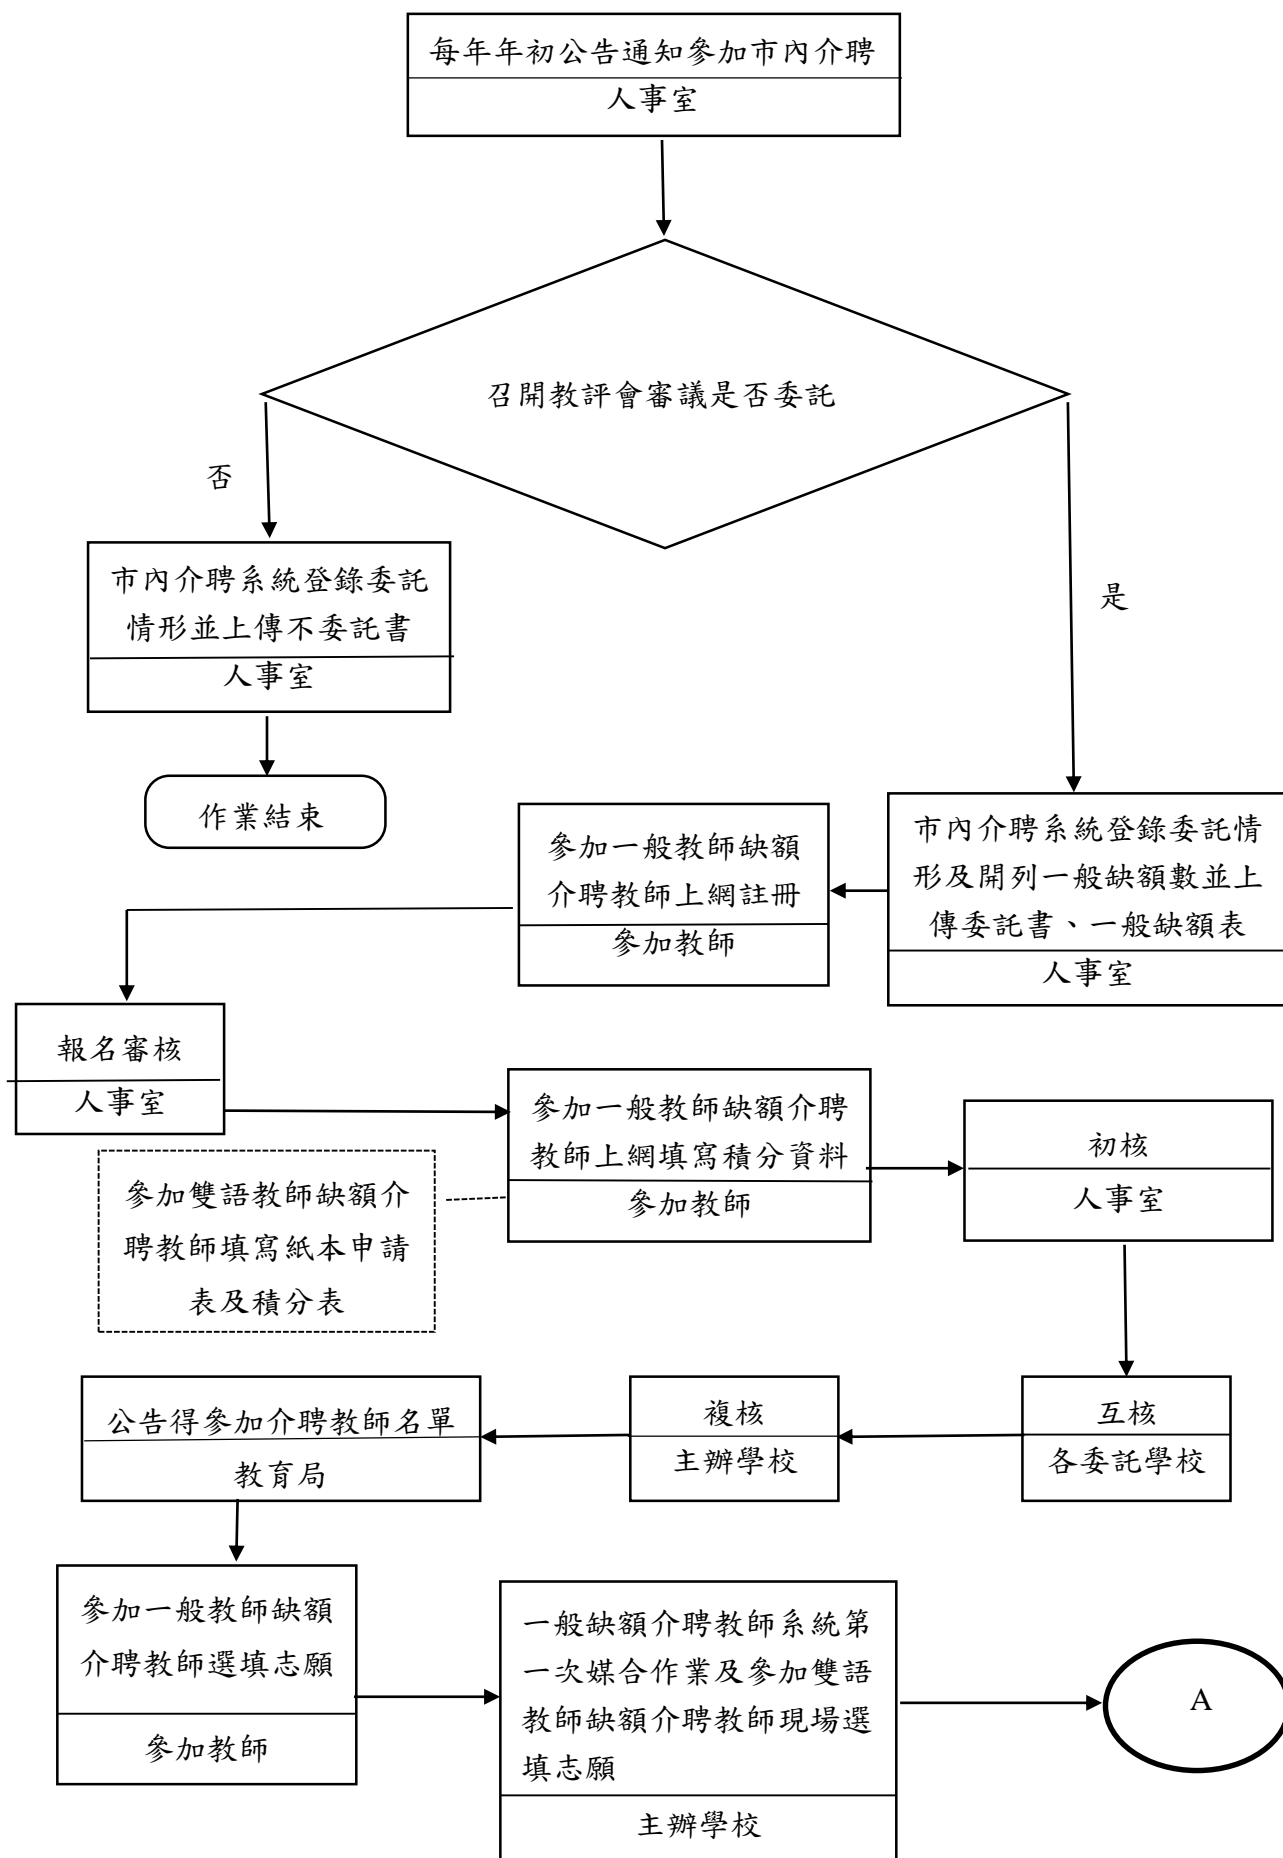 每年年初公告通知參加市內介聘
人事室
召開教評會審議是否委託
否
是
市內介聘系統登錄委託
情形並上傳不委託書
人事室
作業結束
市內介聘系統登錄委託情
形及開列一般缺額數並上
傳委託書、一般缺額表
人事室
參加一般教師缺額
介聘教師上網註冊
參加教師
報名審核
人事室
參加一般教師缺額介聘
教師上網填寫積分資料
參加教師
參加雙語教師缺額介
聘教師填寫紙本申請
表及積分表
初核
人事室
互核
各委託學校
複核
主辦學校
公告得參加介聘教師名單
教育局
參加一般教師缺額
介聘教師選填志願
參加教師
一般缺額介聘教師系統第
一次媒合作業及參加雙語
教師缺額介聘教師現場選
填志願
主辦學校
A